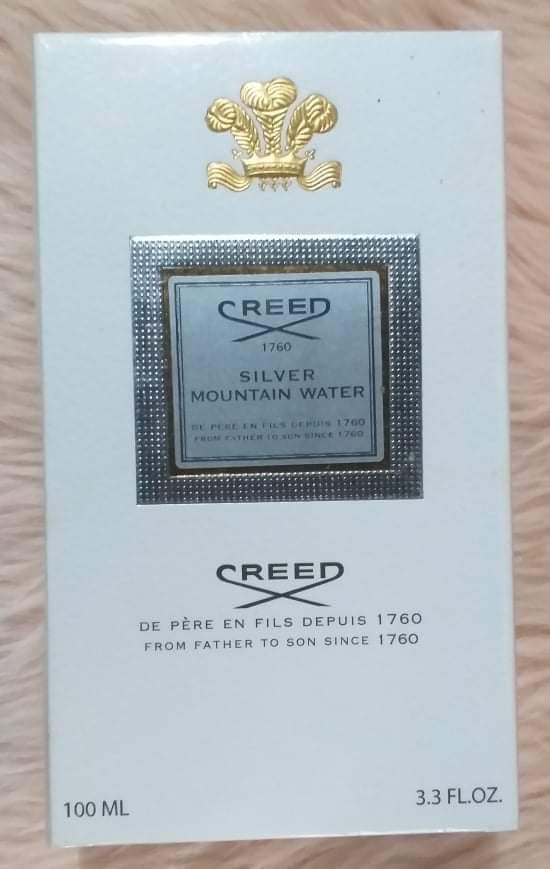 CREED
1760
SILVER
MOUNTAIN WATER
DE PÈRE EN FILS DEPUIS 1760
FROM FATHER TO SON SINCE 1760
CREED
DE PÈRE EN FILS DEPUIS 1760
FROM FATHER TO SON SINCE 1760
100 ML
3.3 FL.OZ.